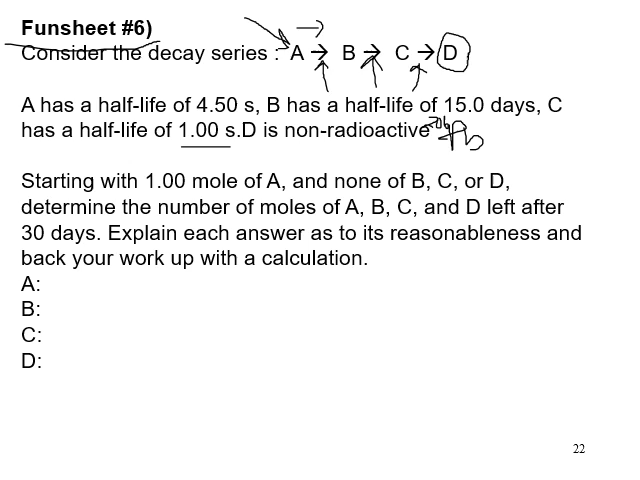 Funsheet #6)
Consider the decay series : A → B → C → D
A has a half-life of 4.50 s, B has a half-life of 15.0 days, C
has a half-life of 1.00 s.D is non-radioactive 206Pb
Starting with 1.00 mole of A, and none of B, C, or D,
determine the number of moles of A, B, C, and D left after
30 days. Explain each answer as to its reasonableness and
back your work up with a calculation.
A:
B:
C:
D:
22